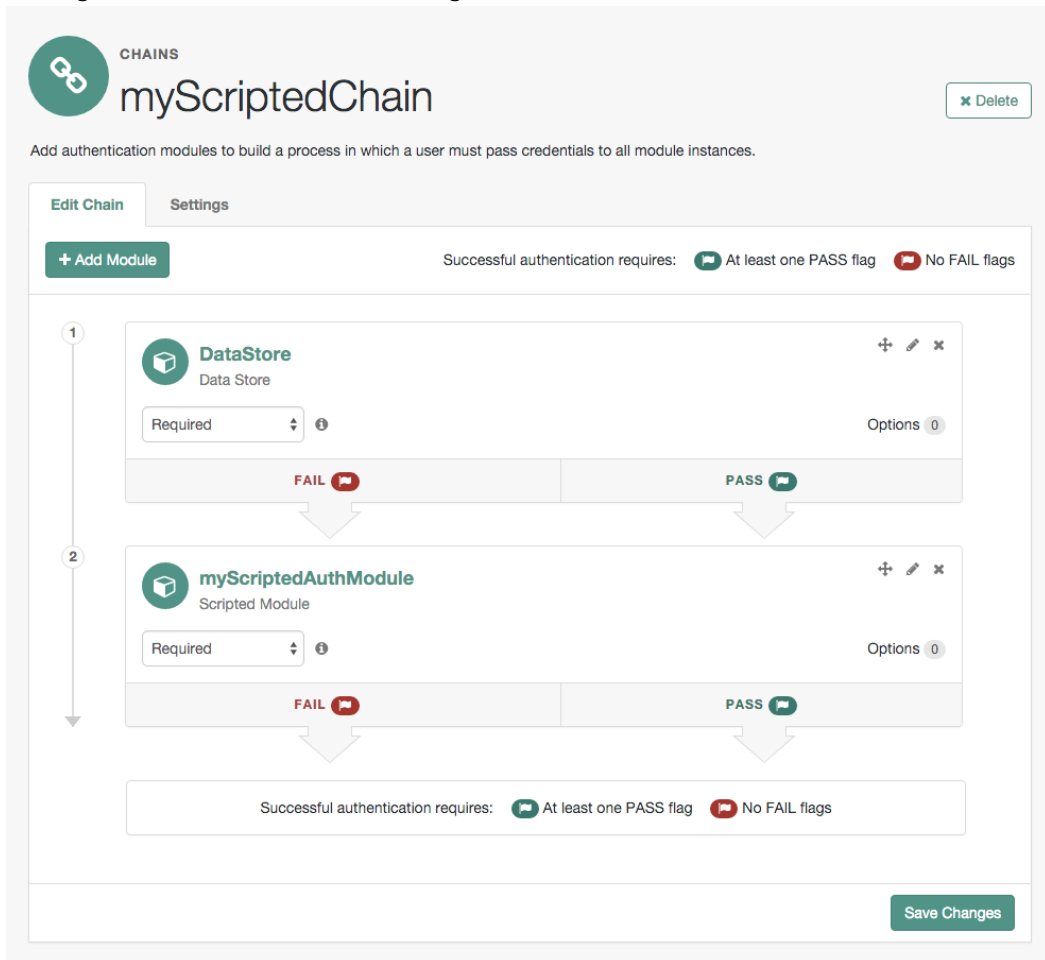 CHAINS
myScriptedChain
✖ Delete
Add authentication modules to build a process in which a user must pass credentials to all module instances.
Edit Chain Settings
+ Add Module Successful authentication requires: At least one PASS flag No FAIL flags
1
DataStore
Data Store
Required Options 0
FAIL PASS
2
myScriptedAuthModule
Scripted Module
Required Options 0
FAIL PASS
Successful authentication requires: At least one PASS flag No FAIL flags
Save Changes